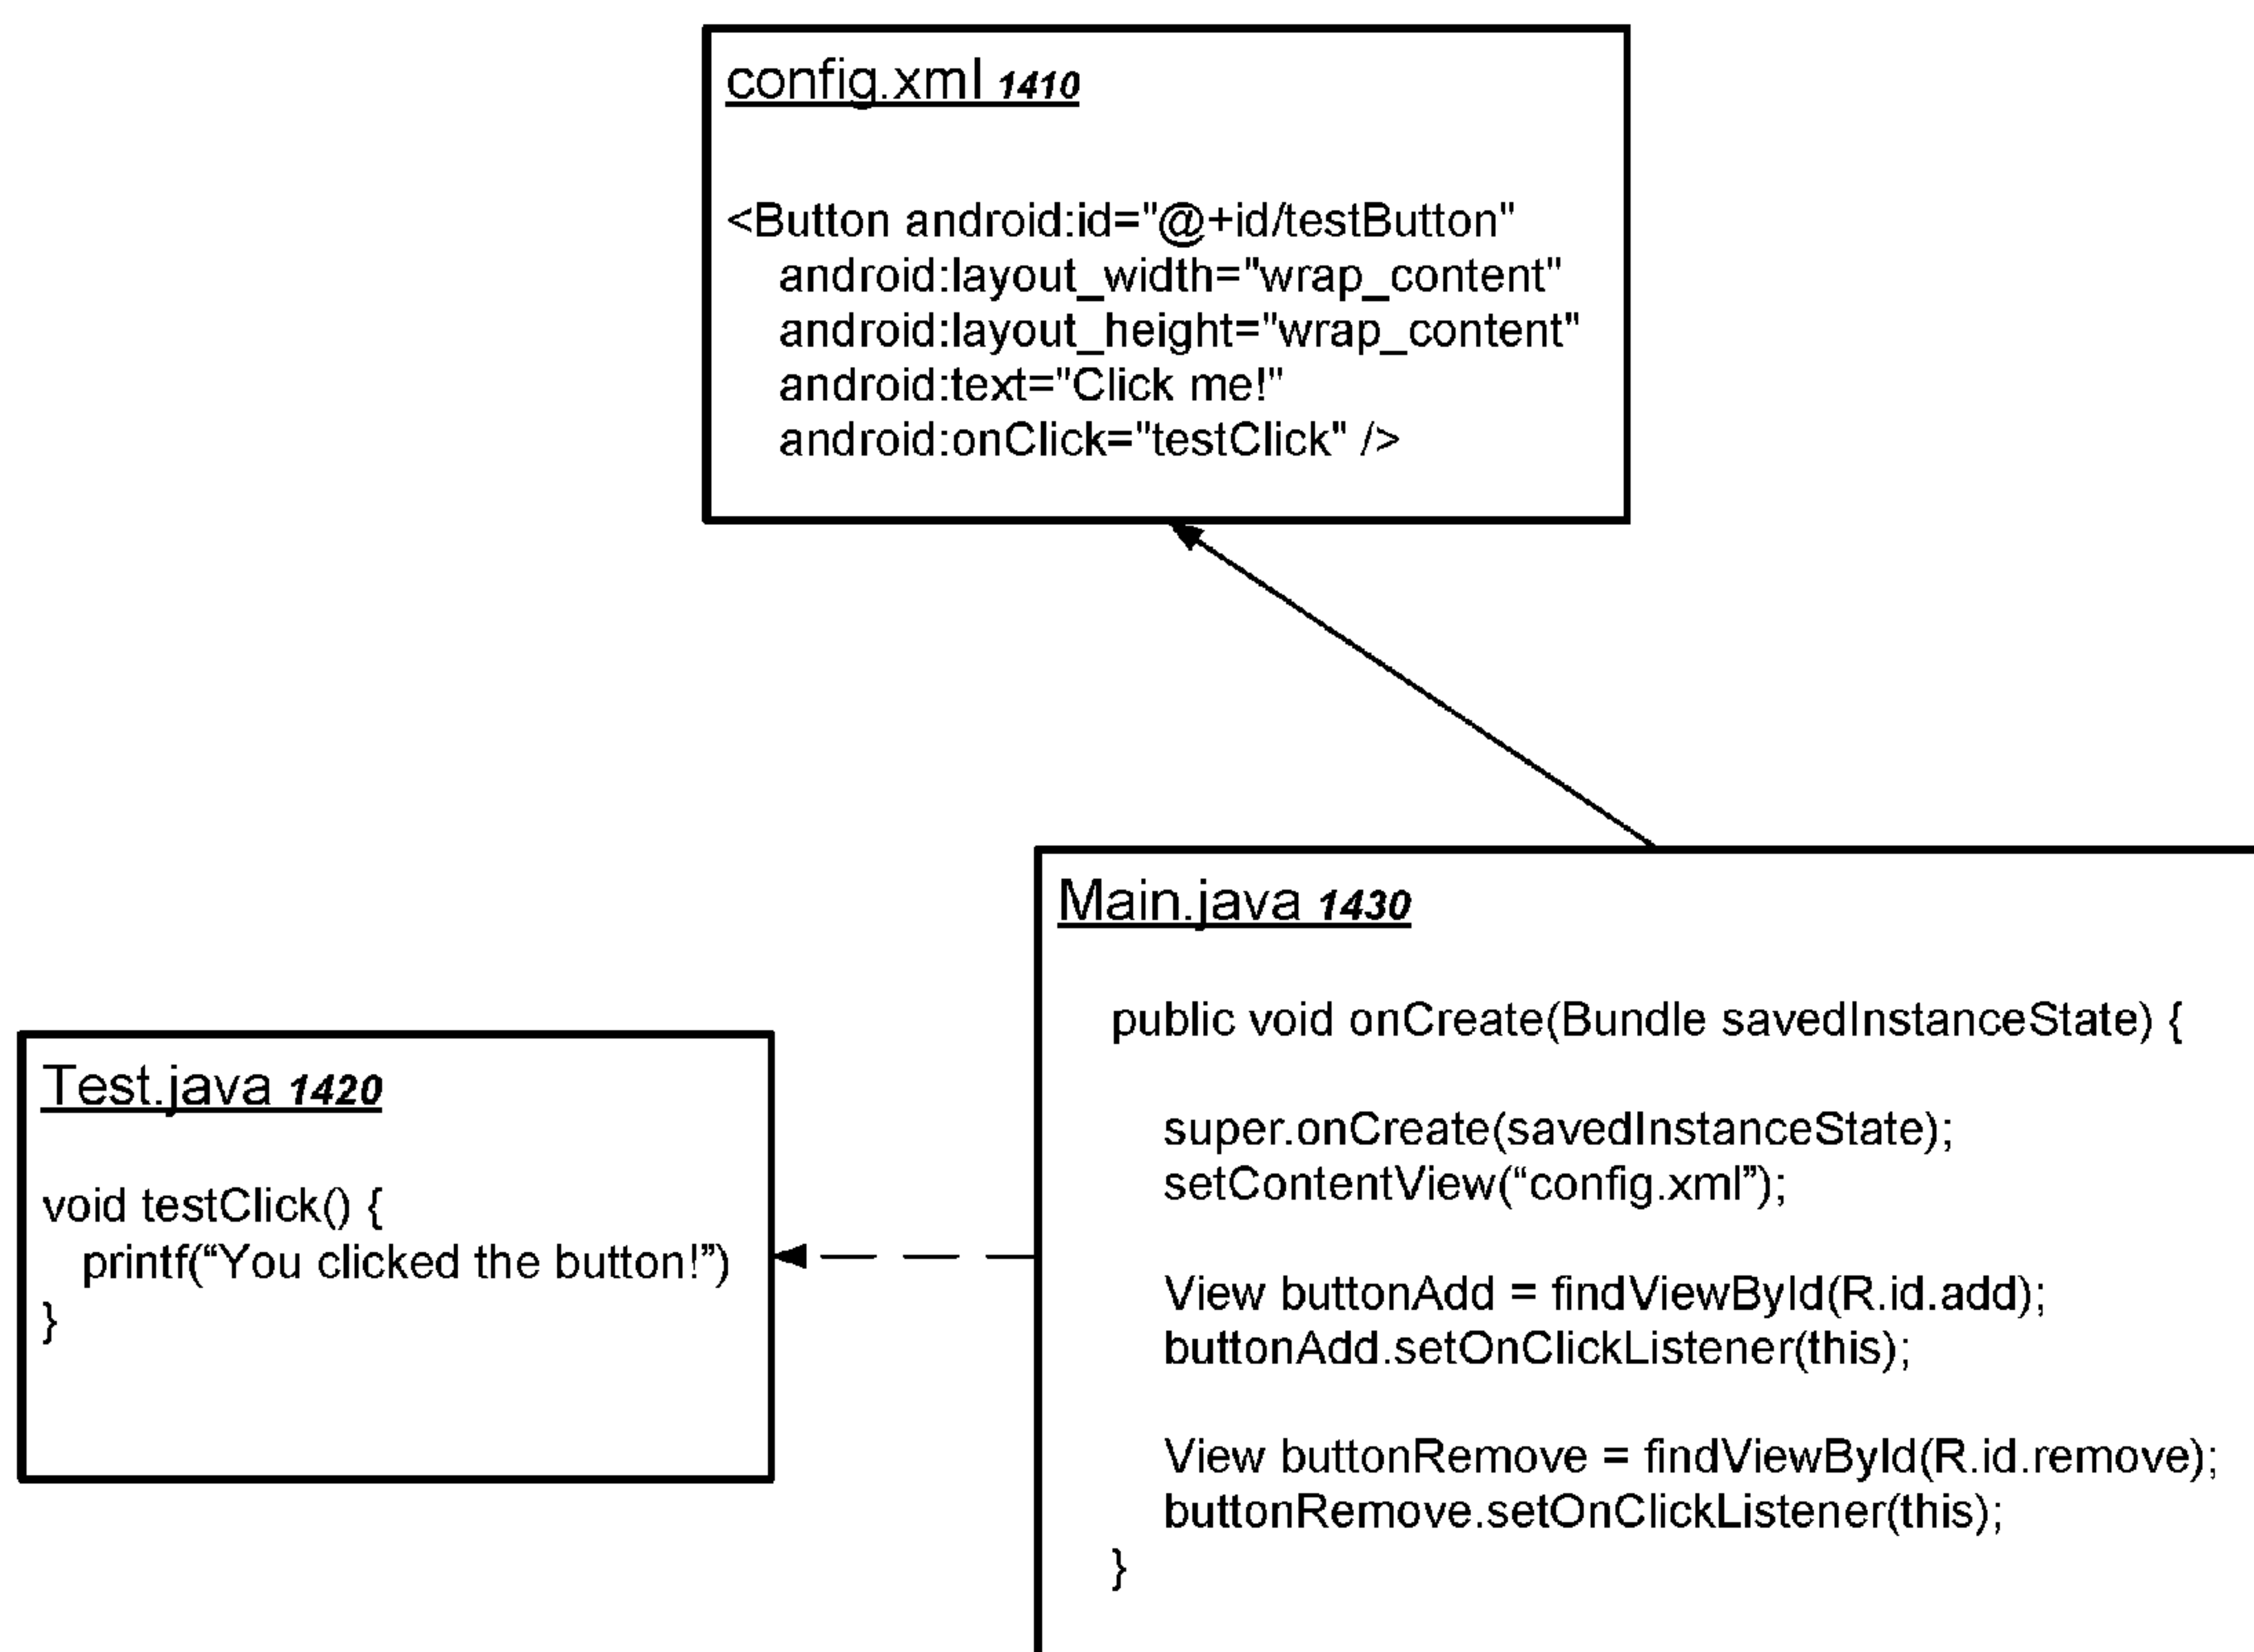 config.xml 1410
<Button android:id="@+id/testButton"
android:layout_width="wrap_content"
android:layout_height="wrap_content"
android:text="Click me!"
android:onClick="testClick" />
Main.java 1430
public void onCreate(Bundle savedInstanceState) {
super.onCreate(savedInstanceState);
setContentView(“config.xml”);
View buttonAdd = findViewById(R.id.add);
buttonAdd.setOnClickListener(this);
View buttonRemove = findViewById(R.id.remove);
buttonRemove.setOnClickListener(this);
}
Test.java 1420
void testClick() {
printf(“You clicked the button!”)
}